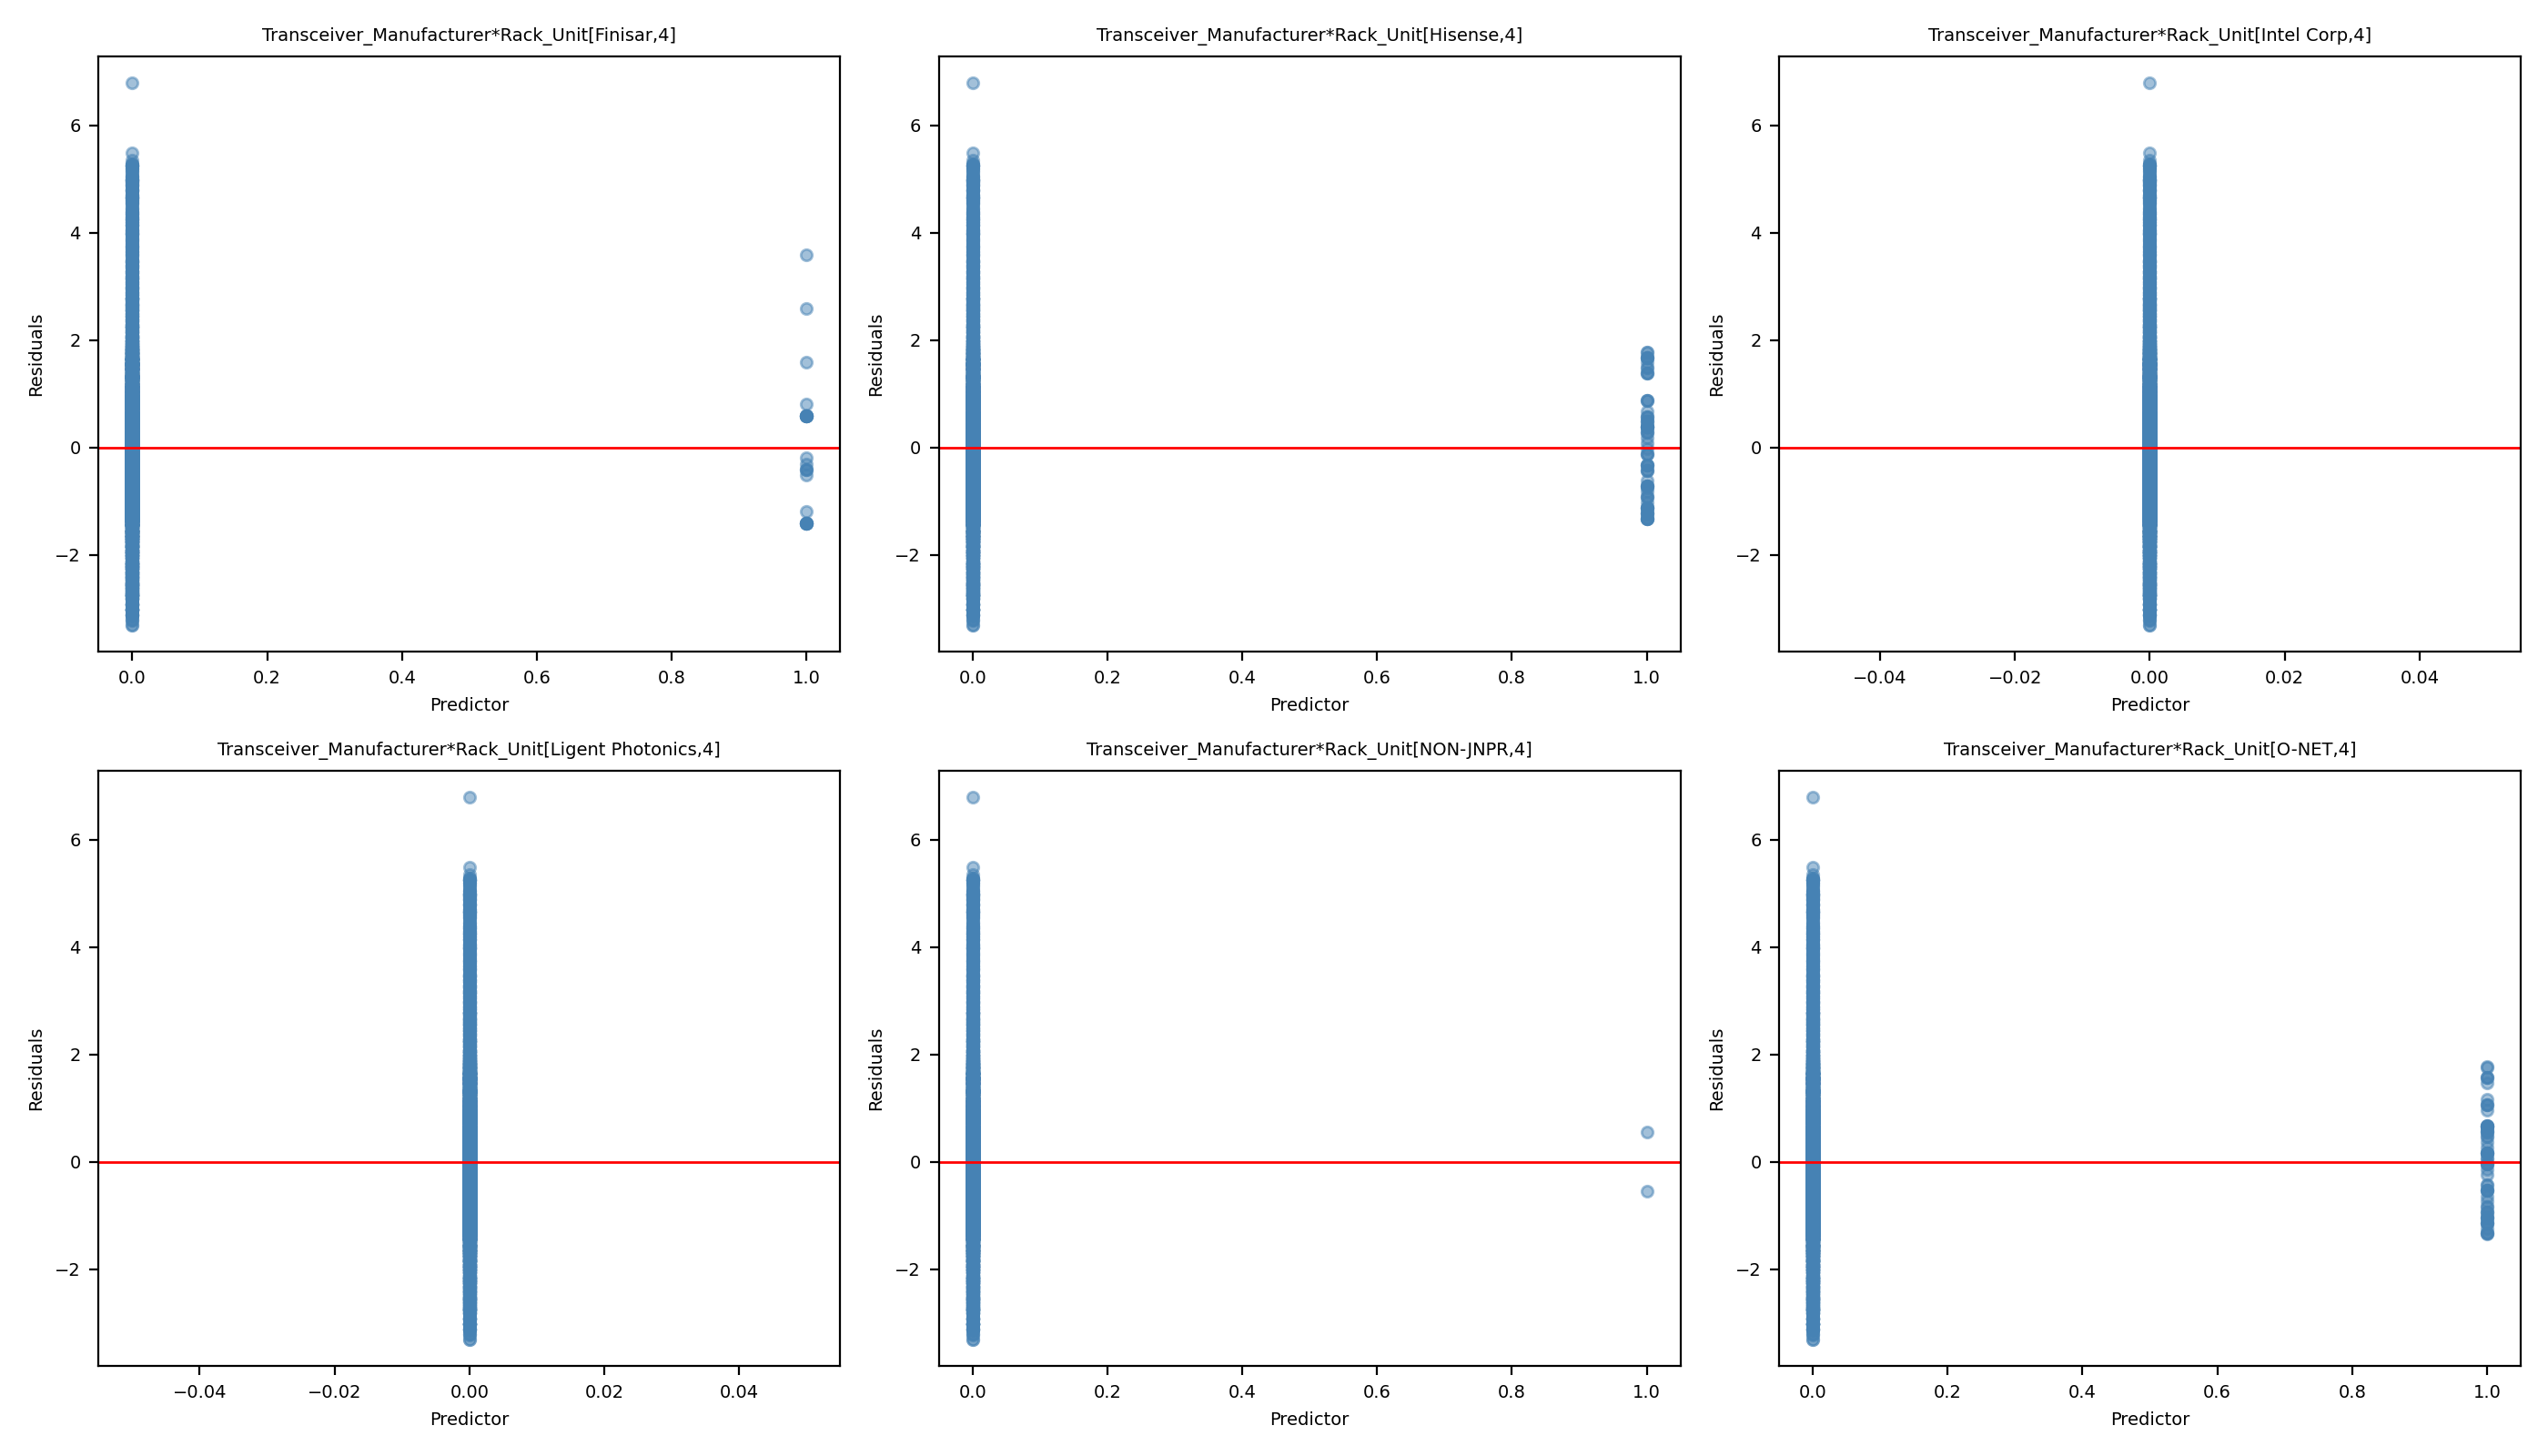 Transceiver_Manufacturer*Rack_Unit[Finisar,4]
Residuals
6
4
2
0
−2
0.0 0.2 0.4 0.6 0.8 1.0
Predictor
Transceiver_Manufacturer*Rack_Unit[Hisense,4]
Residuals
6
4
2
0
−2
0.0 0.2 0.4 0.6 0.8 1.0
Predictor
Transceiver_Manufacturer*Rack_Unit[Intel Corp,4]
Residuals
6
4
2
0
−2
−0.04 −0.02 0.00 0.02 0.04
Predictor
Transceiver_Manufacturer*Rack_Unit[Ligent Photonics,4]
Residuals
6
4
2
0
−2
−0.04 −0.02 0.00 0.02 0.04
Predictor
Transceiver_Manufacturer*Rack_Unit[NON-JNPR,4]
Residuals
6
4
2
0
−2
0.0 0.2 0.4 0.6 0.8 1.0
Predictor
Transceiver_Manufacturer*Rack_Unit[O-NET,4]
Residuals
6
4
2
0
−2
0.0 0.2 0.4 0.6 0.8 1.0
Predictor